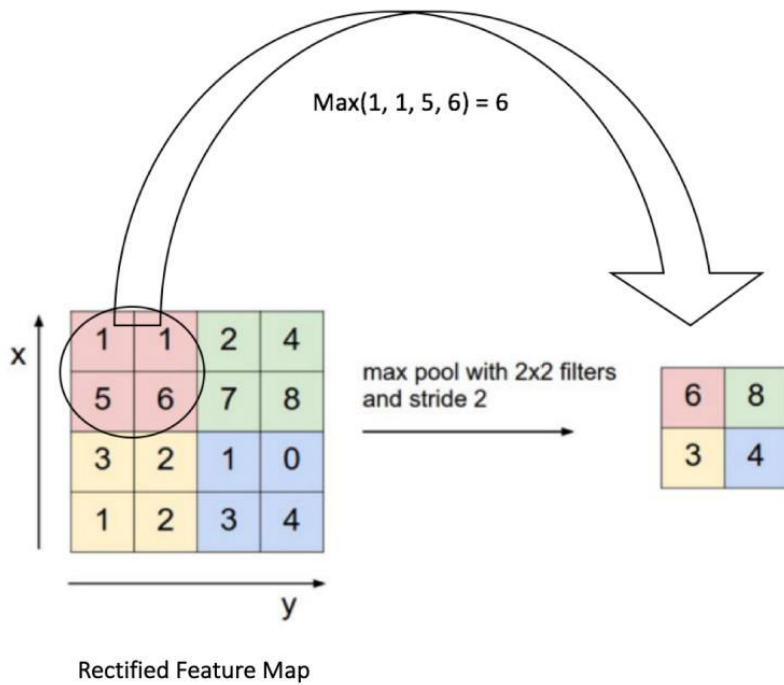 Max(1, 1, 5, 6) = 6
x
1 1 2 4
5 6 7 8
3 2 1 0
1 2 3 4
y
max pool with 2x2 filters
and stride 2
6 8
3 4
Rectified Feature Map